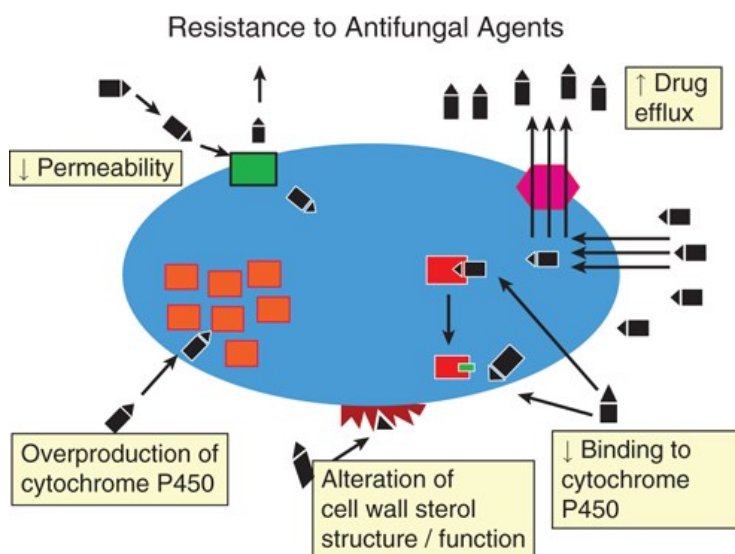 Resistance to Antifungal Agents
↑ Drug
efflux
↓ Permeability
Overproduction of
cytochrome P450
Alteration of
cell wall sterol
structure / function
↓ Binding to
cytochrome
P450